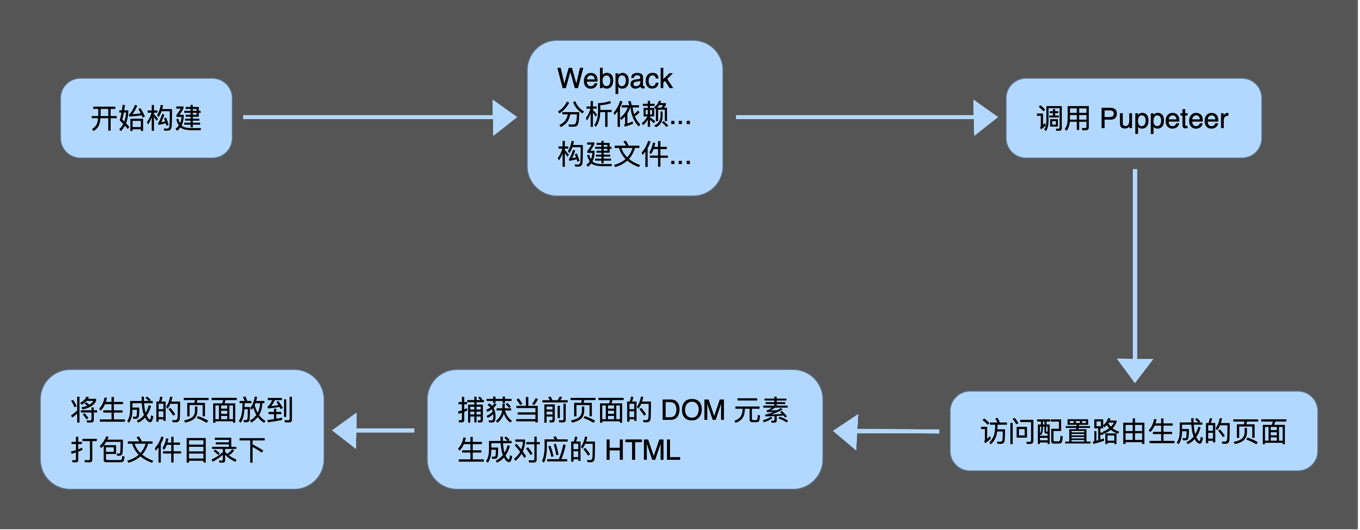 开始构建
Webpack
分析依赖...
构建文件...
调用 Puppeteer
访问配置路由生成的页面
捕获当前页面的 DOM 元素
生成对应的 HTML
将生成的页面放到
打包文件目录下